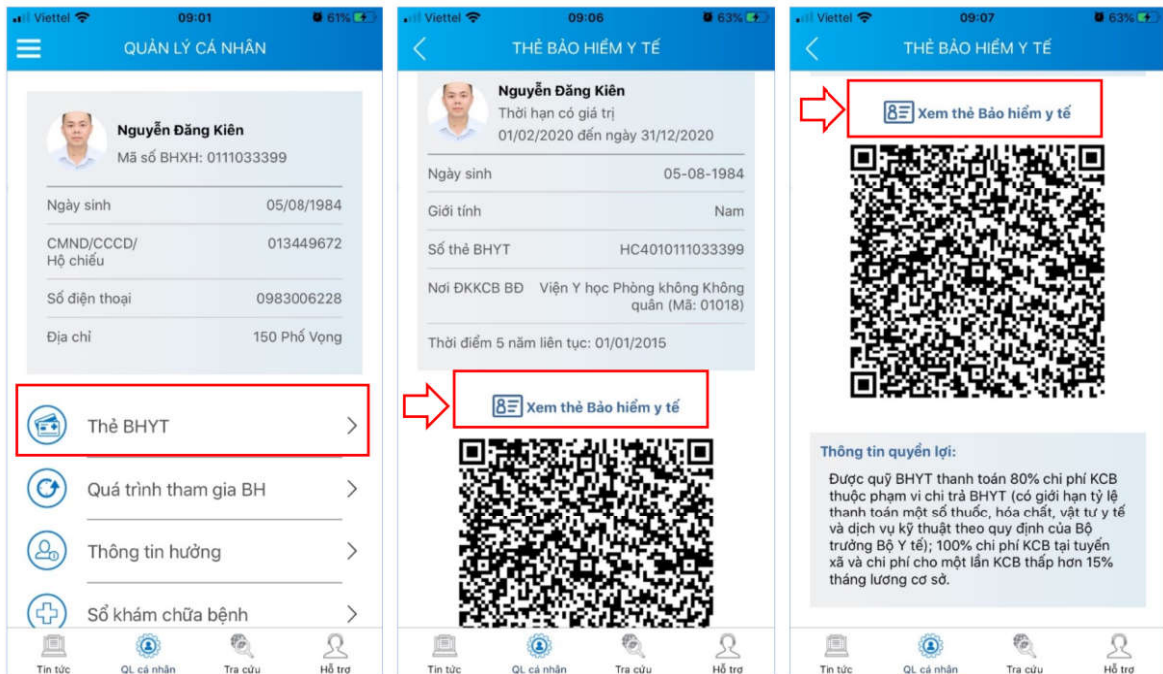 Viettel 09:01 61%
QUẢN LÝ CÁ NHÂN
Nguyễn Đăng Kiên
Mã số BHXH: 0111033399
Ngày sinh 05/08/1984
CMND/CCCD/ 013449672
Hộ chiếu
Số điện thoại 0983006228
Địa chỉ 150 Phố Vọng
Thẻ BHYT
Quá trình tham gia BH
Thông tin hưởng
Sổ khám chữa bệnh
Tin tức QL cá nhân Tra cứu Hỗ trợ
Viettel 09:06 63%
THẺ BẢO HIỂM Y TẾ
Nguyễn Đăng Kiên
Thời hạn có giá trị
01/02/2020 đến ngày 31/12/2020
Ngày sinh 05-08-1984
Giới tính Nam
Số thẻ BHYT HC4010111033399
Nơi ĐKKCB BĐ Viện Y học Phòng không Không
quân (Mã: 01018)
Thời điểm 5 năm liên tục: 01/01/2015
Xem thẻ Bảo hiểm y tế
Tin tức QL cá nhân Tra cứu Hỗ trợ
Viettel 09:07 63%
THẺ BẢO HIỂM Y TẾ
Xem thẻ Bảo hiểm y tế
Thông tin quyền lợi:
Được quỹ BHYT thanh toán 80% chi phí KCB
thuộc phạm vi chi trả BHYT (có giới hạn tỷ lệ
thanh toán một số thuốc, hóa chất, vật tư y tế
và dịch vụ kỹ thuật theo quy định của Bộ
trưởng Bộ Y tế); 100% chi phí KCB tại tuyến
xã và chi phí cho một lần KCB thấp hơn 15%
tháng lương cơ sở.
Tin tức QL cá nhân Tra cứu Hỗ trợ